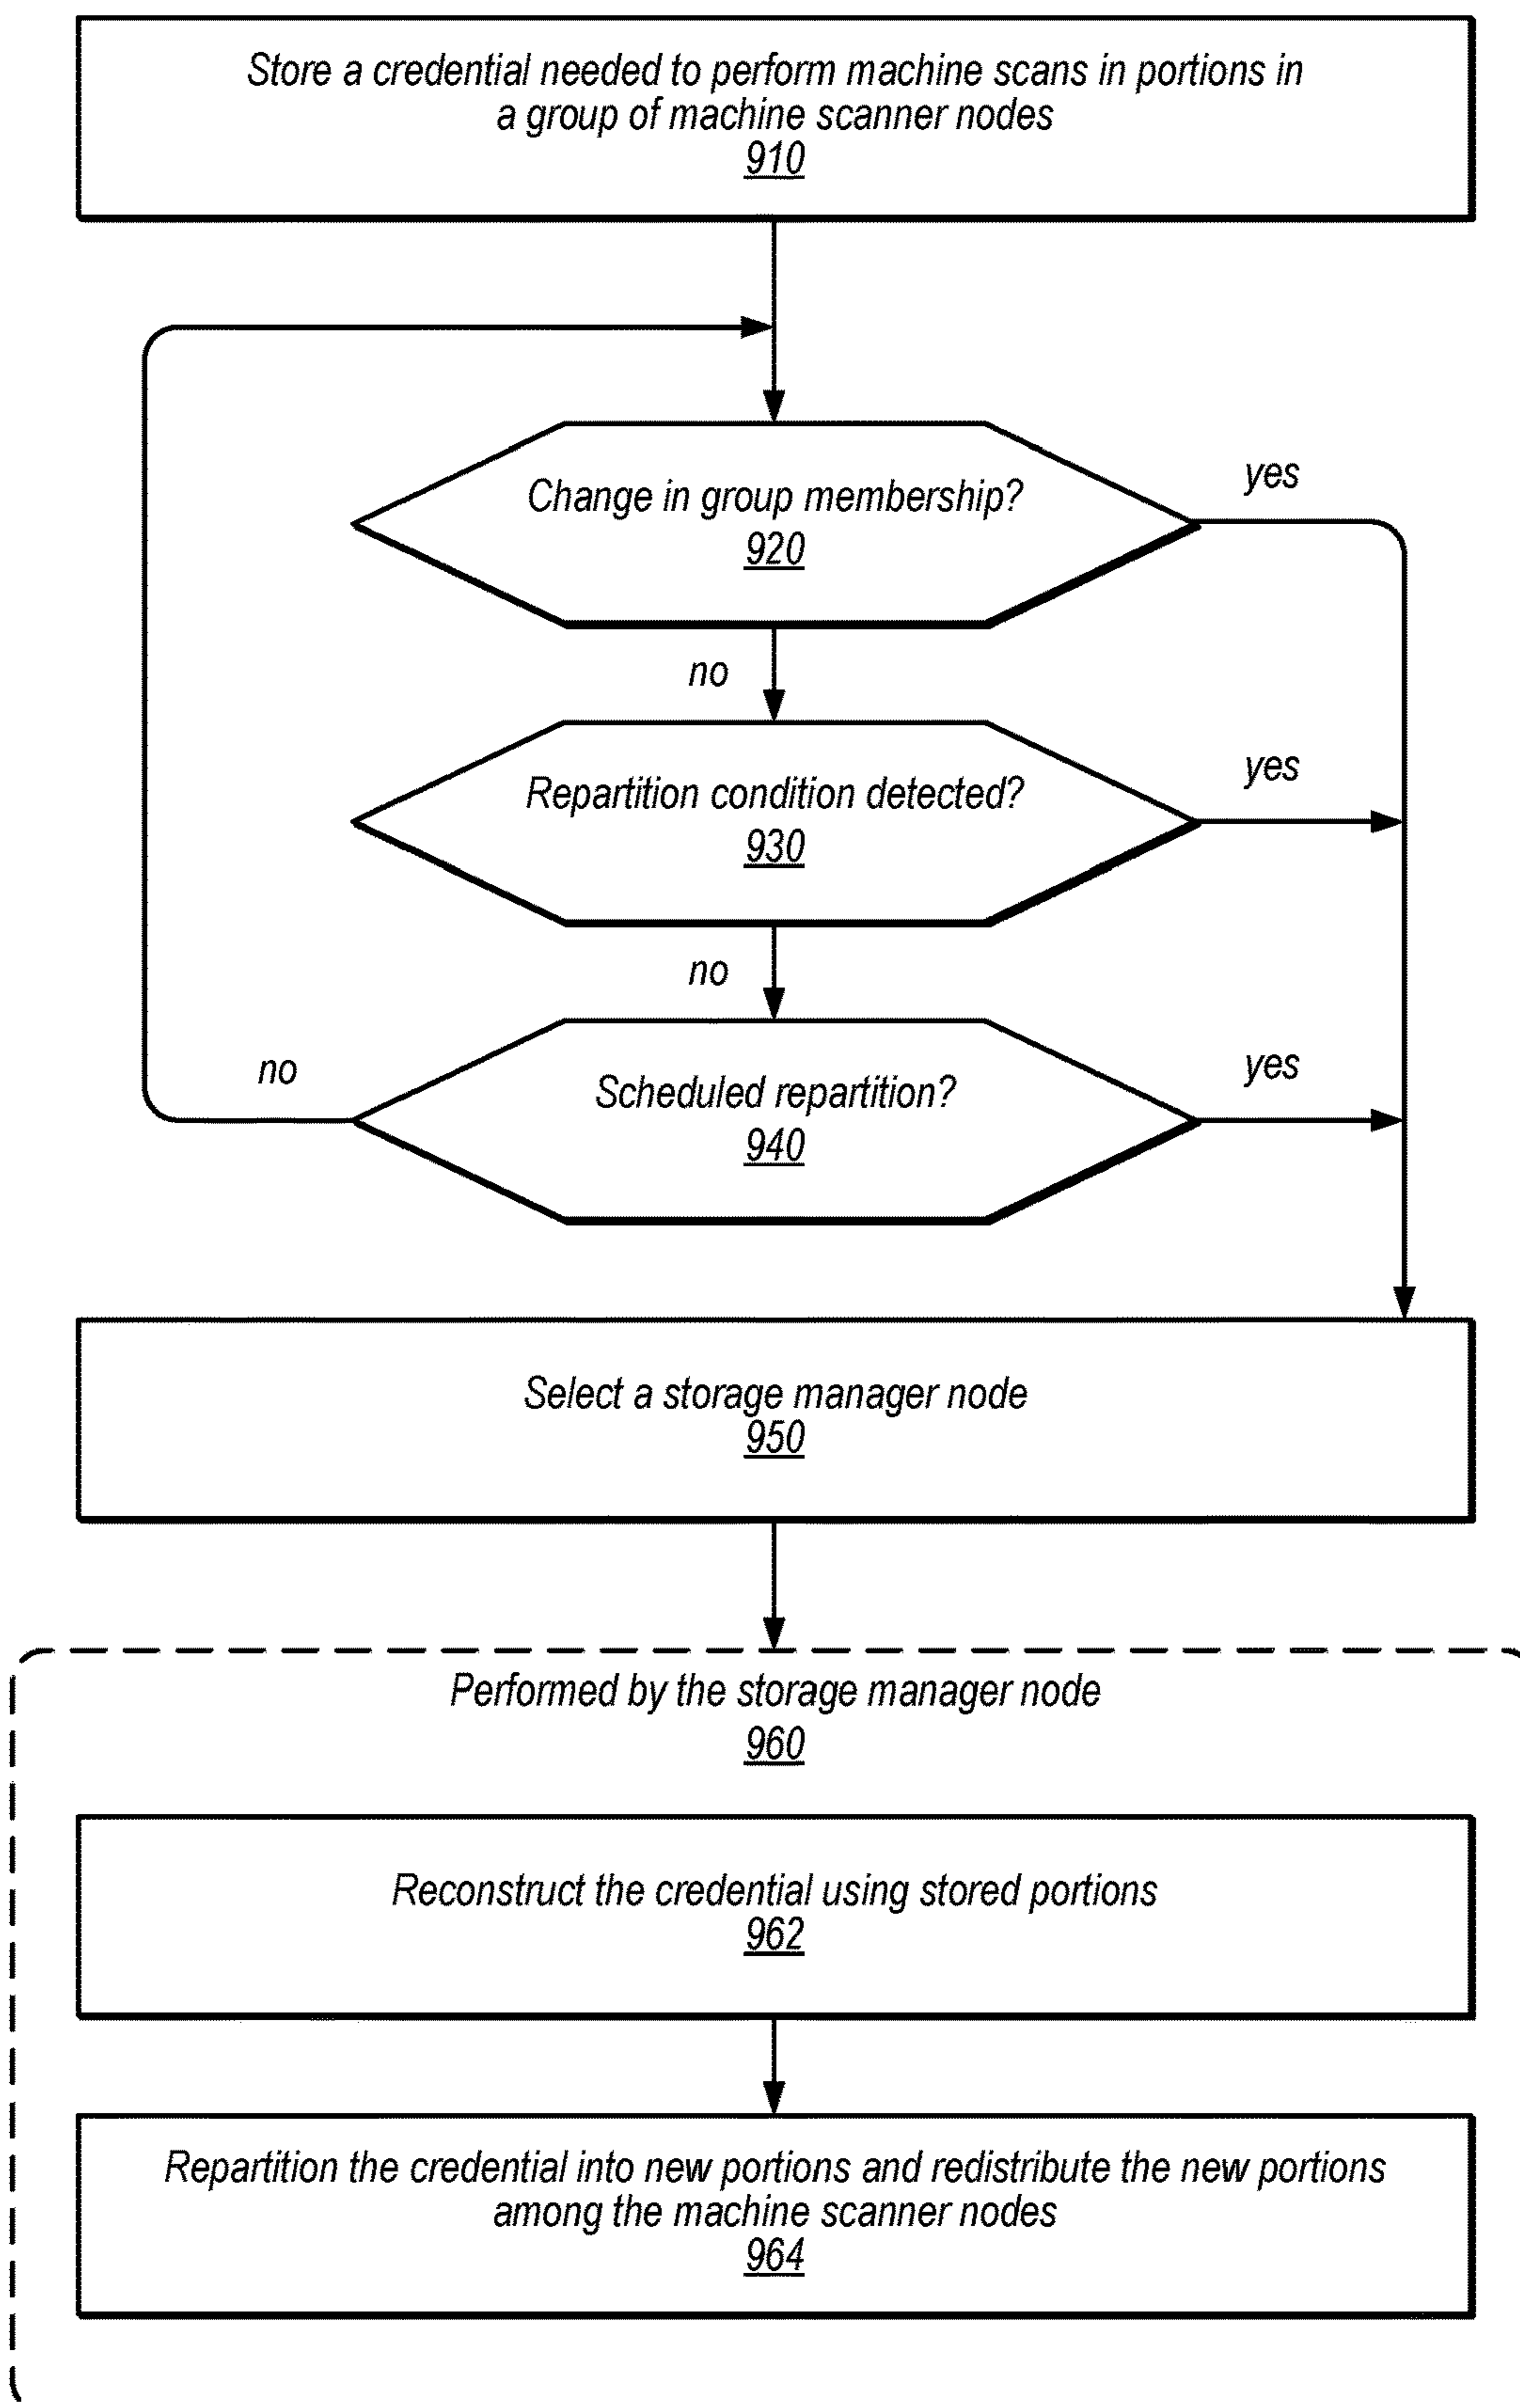 Store a credential needed to perform machine scans in portions in
a group of machine scanner nodes
910
Change in group membership?
920
yes
no
Repartition condition detected?
930
yes
no
Scheduled repartition?
940
yes
no
Select a storage manager node
950
Performed by the storage manager node
960
Reconstruct the credential using stored portions
962
Repartition the credential into new portions and redistribute the new portions
among the machine scanner nodes
964